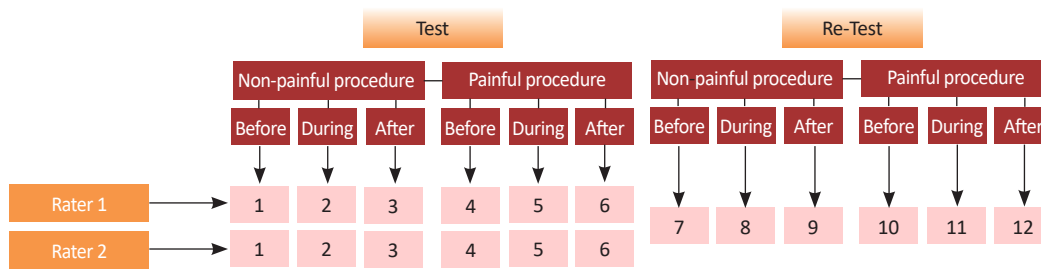 Test Re-Test
Non-painful procedure Painful procedure Non-painful procedure Painful procedure
Before During After Before During After Before During After Before During After
Rater 1 1 2 3 4 5 6
7 8 9 10 11 12
Rater 2 1 2 3 4 5 6